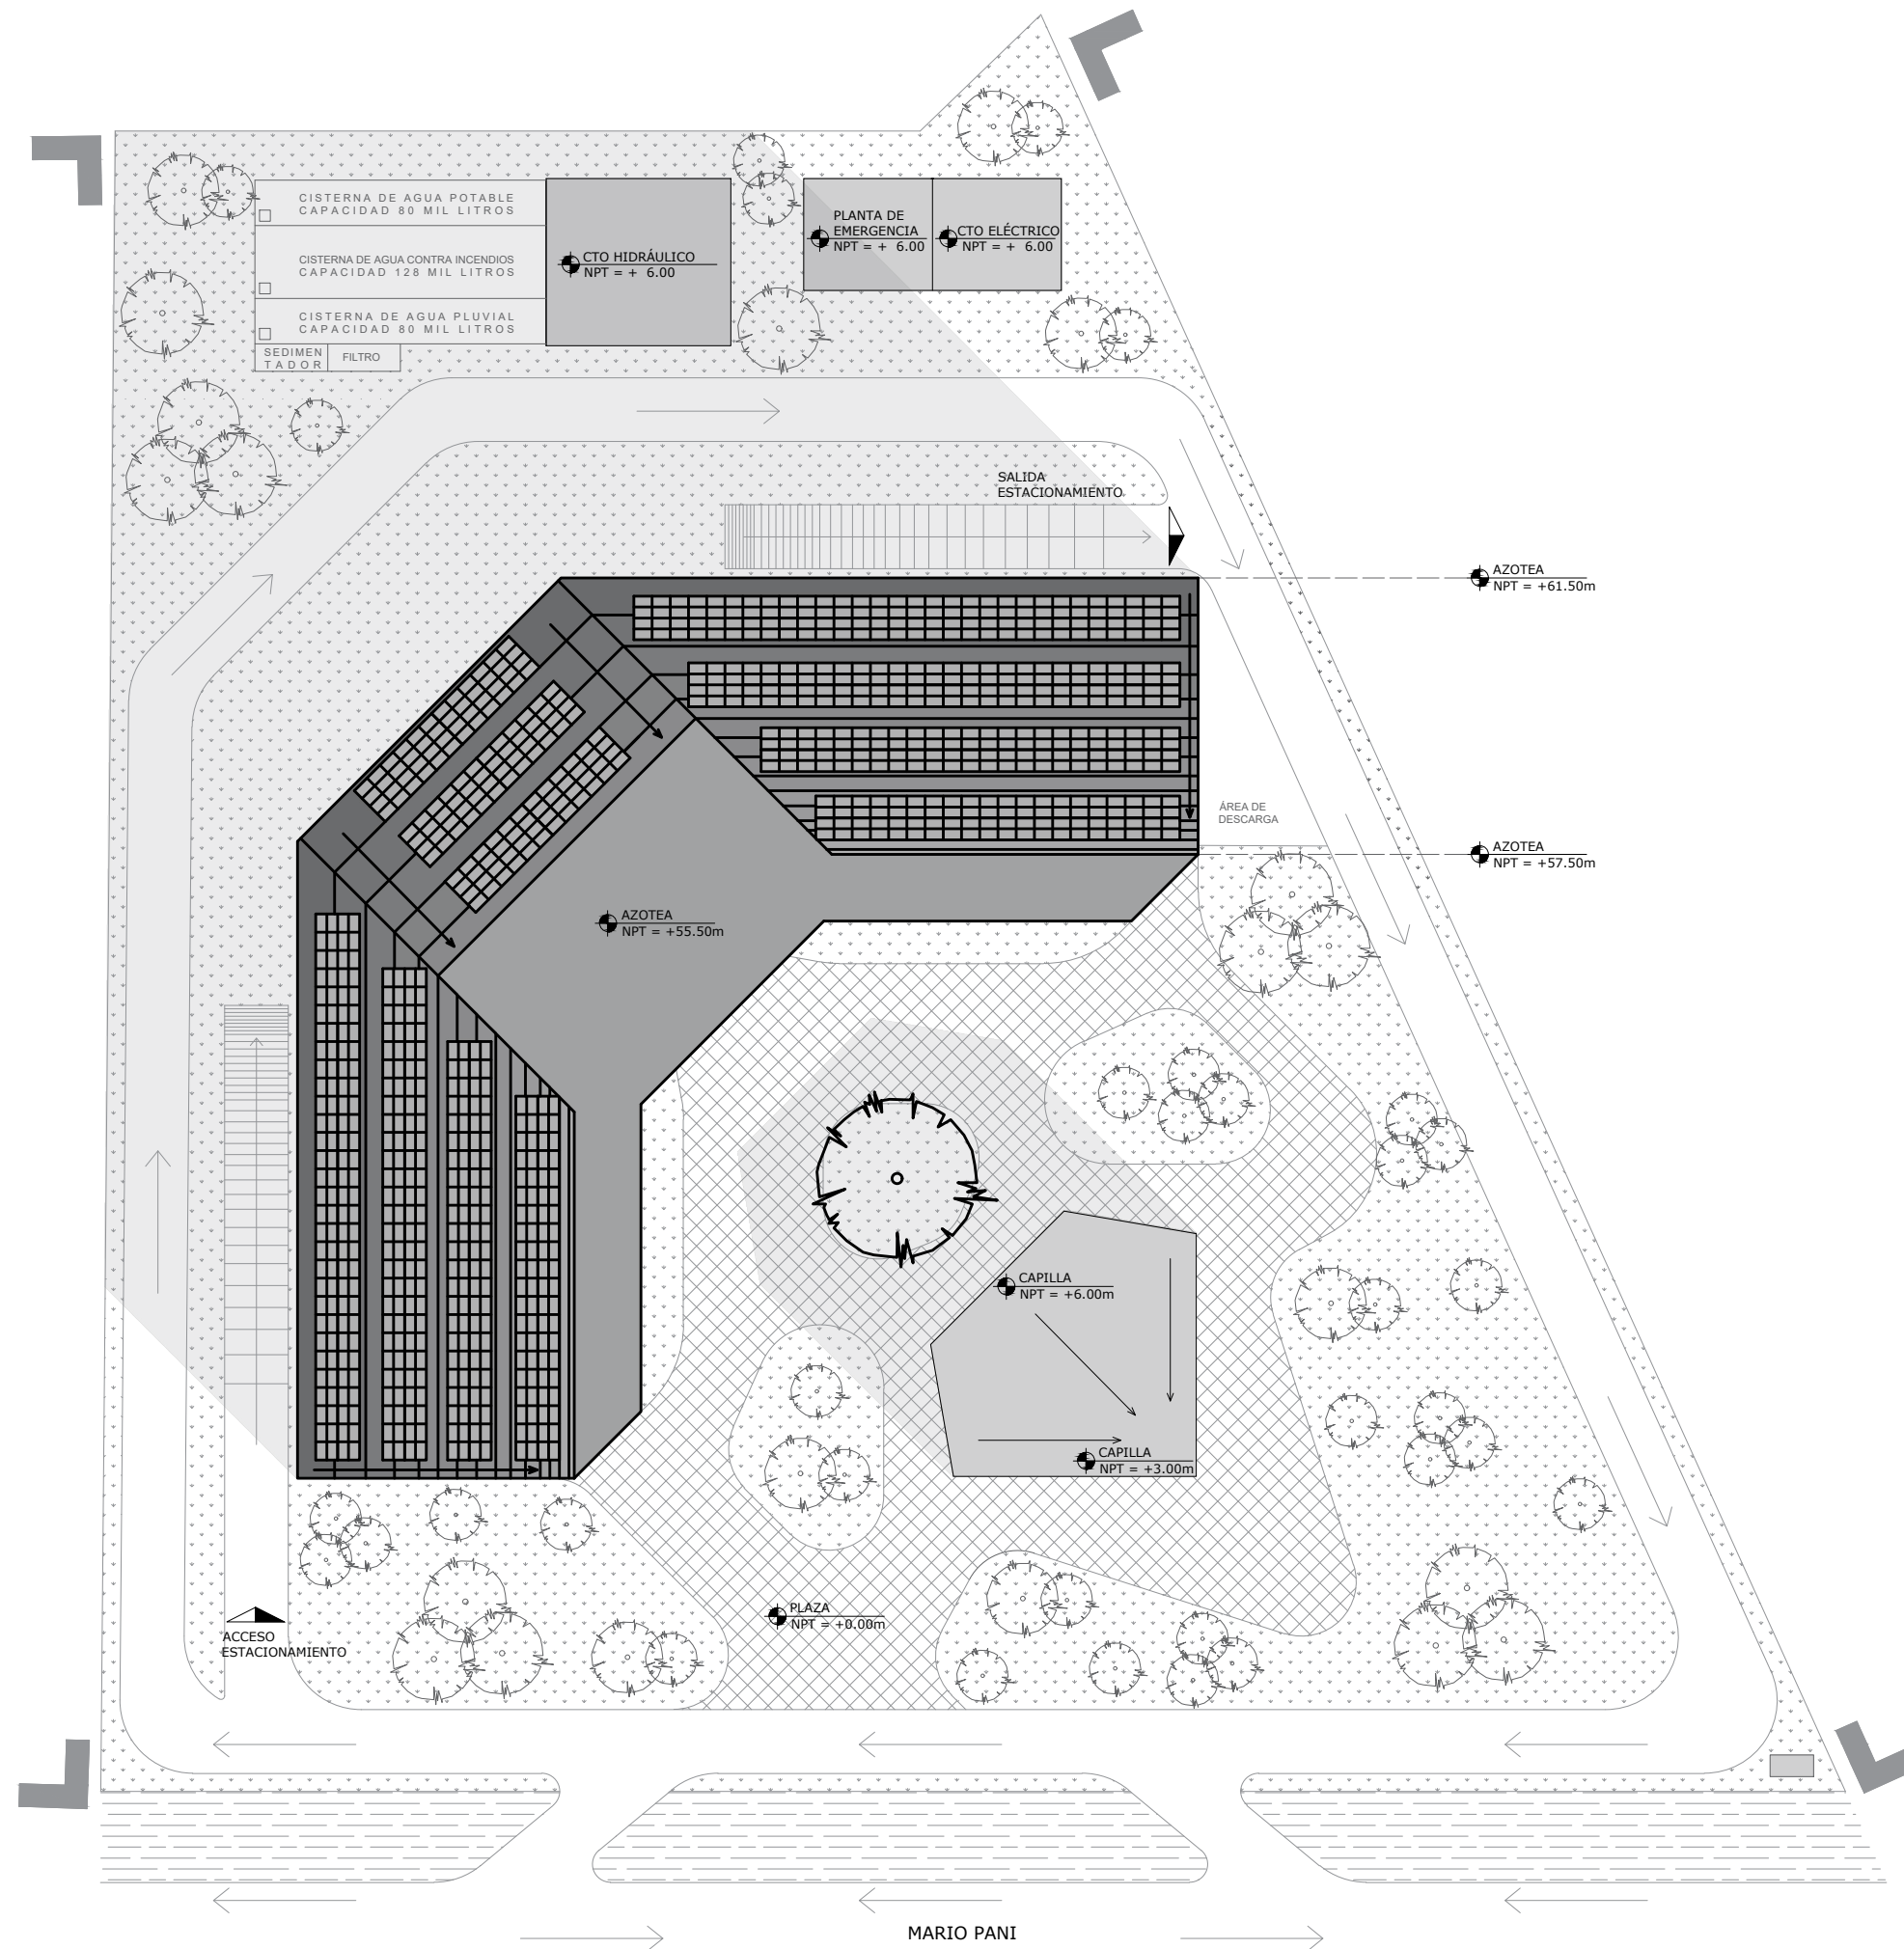 CISTERNA DE AGUA POTABLE
CAPACIDAD 80 MIL LITROS
CISTERNA DE AGUA CONTRA INCENDIOS
CAPACIDAD 128 MIL LITROS
CISTERNA DE AGUA PLUVIAL
CAPACIDAD 80 MIL LITROS
SEDIMEN
TADOR
FILTRO
CTO HIDRÁULICO
NPT = + 6.00
PLANTA DE
EMERGENCIA
NPT = + 6.00
CTO ELÉCTRICO
NPT = + 6.00
SALIDA
ESTACIONAMIENTO
AZOTEA
NPT = +61.50m
ÁREA DE
DESCARGA
AZOTEA
NPT = +57.50m
AZOTEA
NPT = +55.50m
CAPILLA
NPT = +6.00m
CAPILLA
NPT = +3.00m
PLAZA
NPT = +0.00m
ACCESO
ESTACIONAMIENTO
MARIO PANI